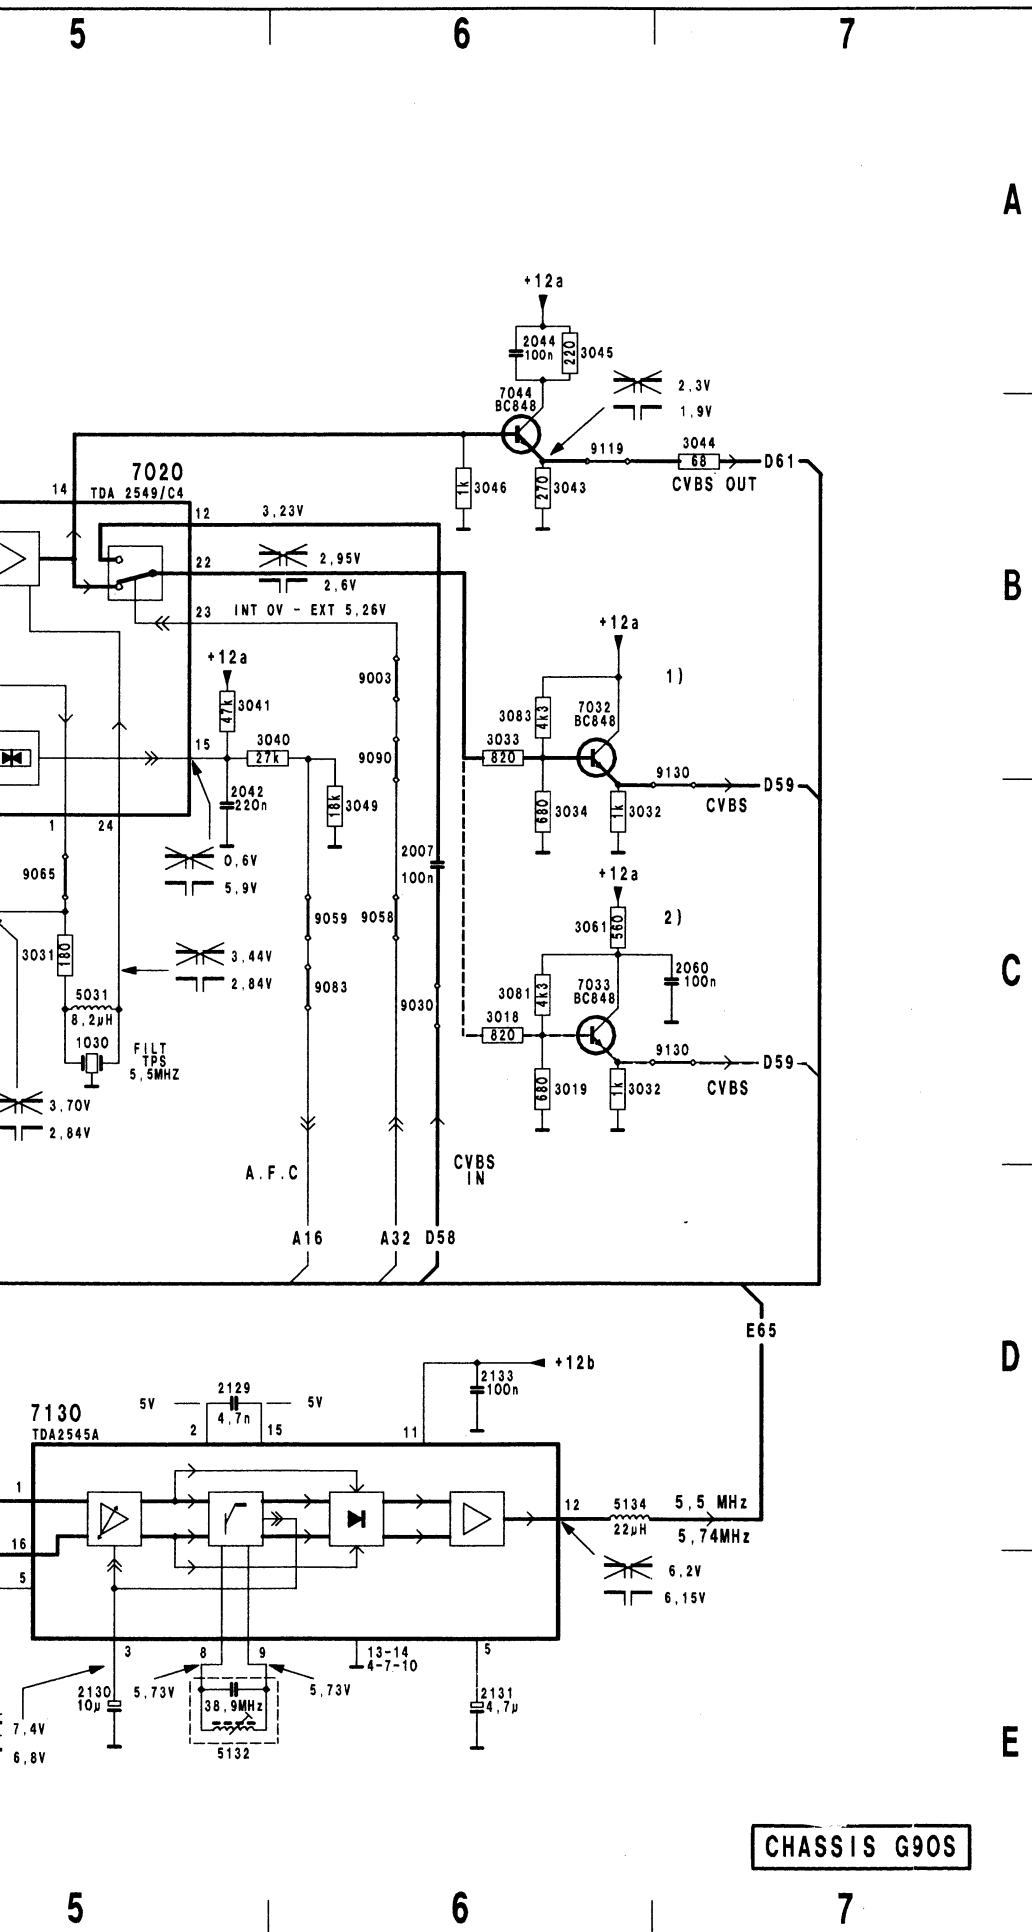 5 6 7
A
+12a
2044
100n
220
3045
7044
BC848
2,3V
1,9V
9119
3044
68
D61
CVBS OUT
7020
TDA 2549/C4
14
1k
3046
270
3043
12
3,23V
22
2,95V
2,6V
B
23
INT 0V - EXT 5,26V
+12a
+12a
9003
1)
47k
3041
3083
4k3
7032
BC848
15
3040
27k
9090
3033
820
9130
D59
CVBS
2042
220n
18k
3049
680
3034
1k
3032
1
24
2007
100n
0,6V
5,9V
9065
+12a
9059
9058
3061
560
2)
3031
180
3,44V
2,84V
C
9083
3081
4k3
7033
BC848
2060
100n
5031
8,2µH
9030
3018
820
1030
FILT
TPS
5,5MHZ
9130
D59
CVBS
680
3019
1k
3032
3,70V
2,84V
A.F.C
CVBS
IN
A16
A32
D58
E65
D
+12b
2133
100n
5V
2129
4,7n
5V
7130
TDA2545A
2
15
11
1
12
5134
22µH
5,5 MHz
5,74MHz
16
5
6,2V
6,15V
3
8
9
13-14
4-7-10
5
2130
10µ
5,73V
5,73V
38,9MHz
2131
4,7µ
7,4V
6,8V
5132
E
CHASSIS G90S
5 6 7